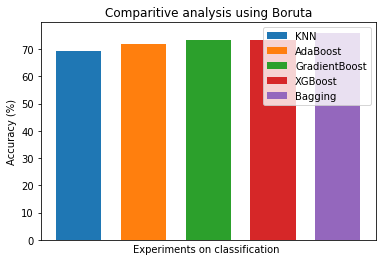 Comparitive analysis using Boruta
KNN
AdaBoost
GradientBoost
XGBoost
Bagging
Accuracy (%)
70
60
50
40
30
20
10
0
Experiments on classification